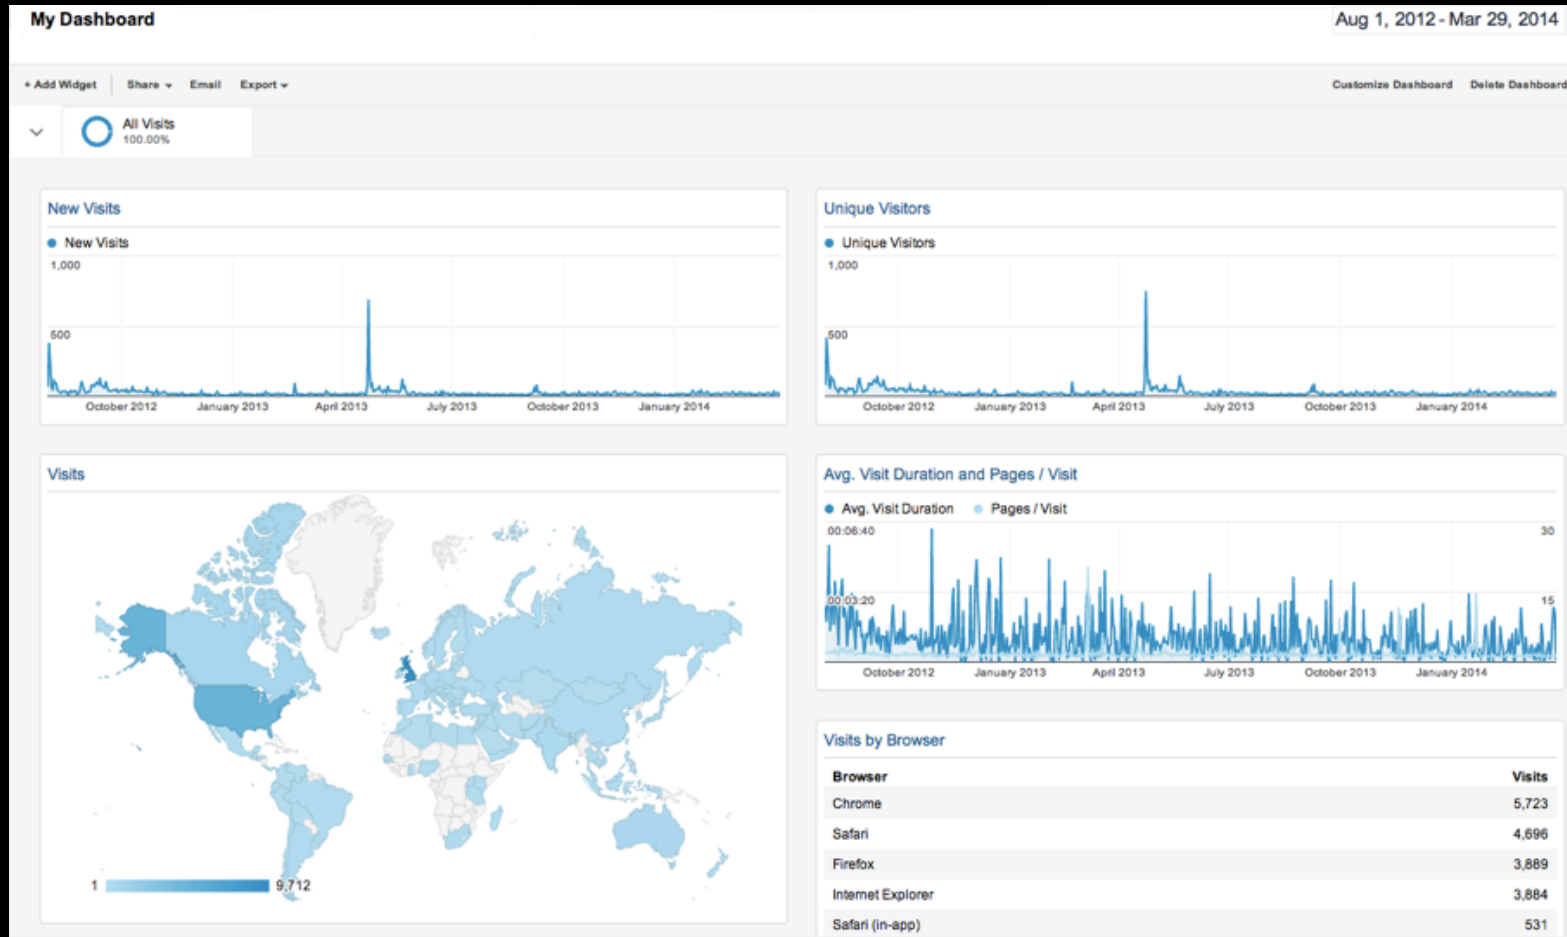 My Dashboard
Aug 1, 2012 - Mar 29, 2014
+ Add Widget Share Email Export
Customize Dashboard Delete Dashboard
All Visits
100.00%
New Visits
New Visits
1,000
500
October 2012 January 2013 April 2013 July 2013 October 2013 January 2014
Unique Visitors
Unique Visitors
1,000
500
October 2012 January 2013 April 2013 July 2013 October 2013 January 2014
Visits
1 9,712
Avg. Visit Duration and Pages / Visit
Avg. Visit Duration Pages / Visit
00:06:40 30
00:03:20 15
October 2012 January 2013 April 2013 July 2013 October 2013 January 2014
Visits by Browser
Browser Visits
Chrome 5,723
Safari 4,696
Firefox 3,889
Internet Explorer 3,884
Safari (in-app) 531